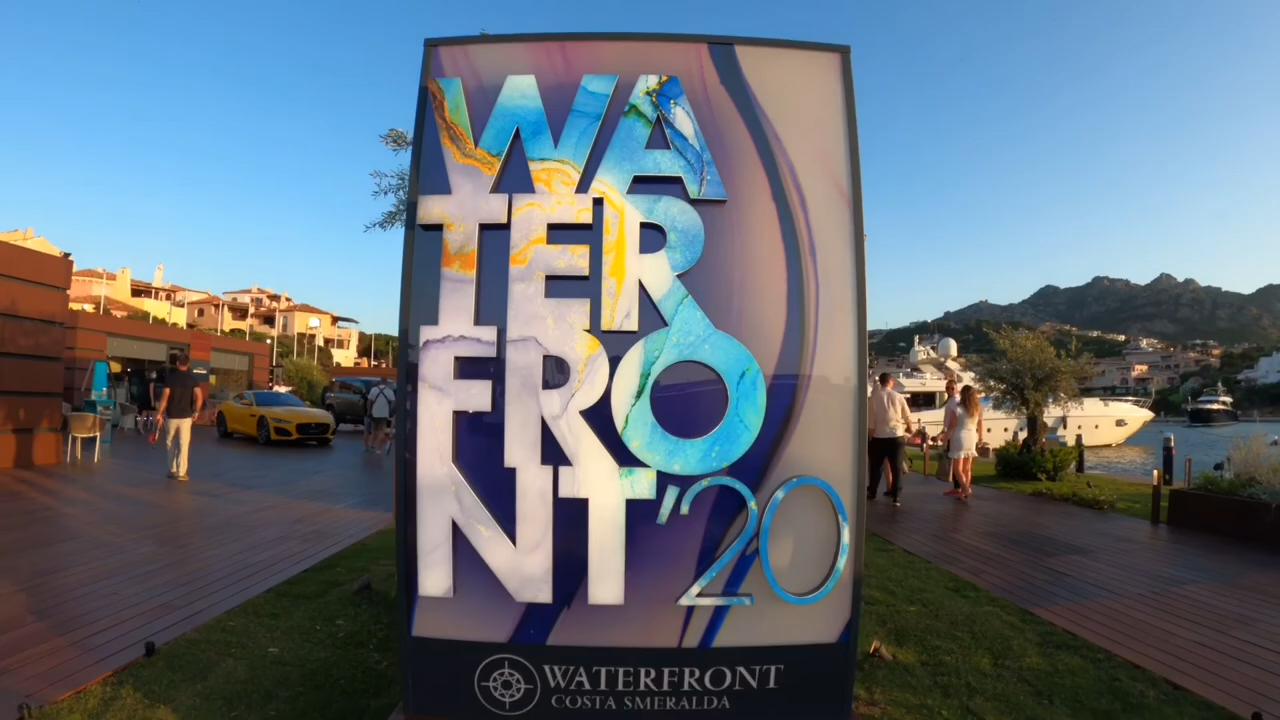 WA
TER
FRO
NT'20
WATERFRONT
COSTA SMERALDA